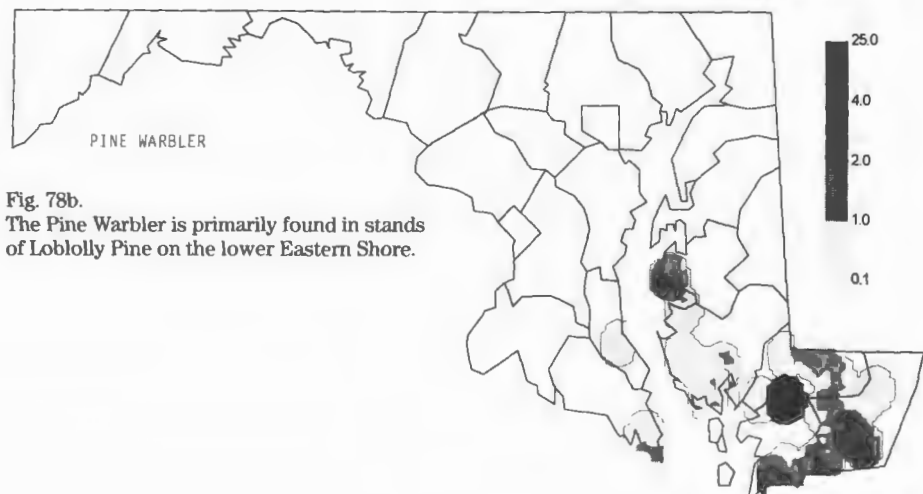 PINE WARBLER
Fig. 78b.
The Pine Warbler is primarily found in stands
of Loblolly Pine on the lower Eastern Shore.
25.0
4.0
2.0
1.0
0.1